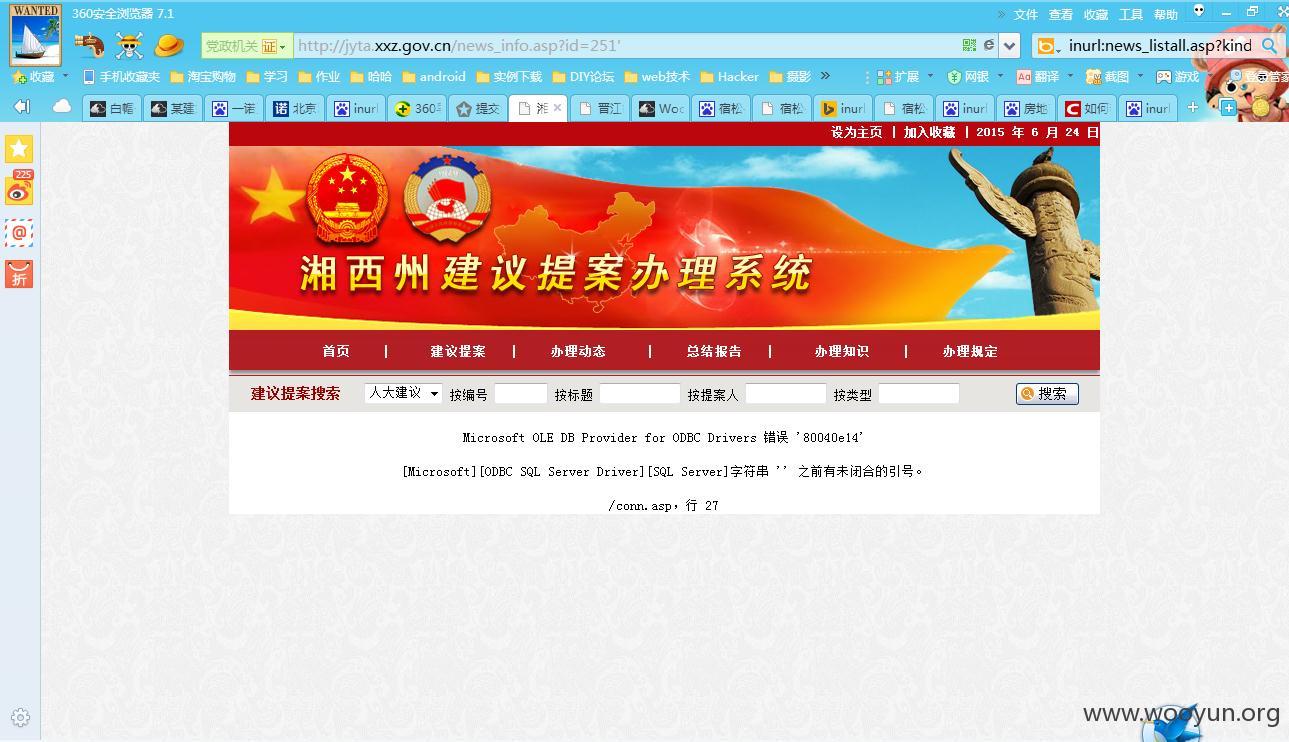 WANTED
360安全浏览器 7.1
» 文件 查看 收藏 工具 帮助
党政机关 证 http://jyta.xxz.gov.cn/news_info.asp?id=251' inurl:news_listall.asp?kind
收藏 手机收藏夹 淘宝购物 学习 作业 哈哈 android 实例下载 DIY论坛 web技术 Hacker 摄影 » 扩展 网银 Aa 翻译 截图 游戏 登录管家
白帽 某建 一诺 诺 北京 inurl 360 提交 湘 晋江 Woo 宿松 宿松 inurl 宿松 inurl 房地 如何 inurl
225
@
折
设为主页 | 加入收藏 | 2015 年 6 月 24 日
湘西州建议提案办理系统
首页 | 建议提案 | 办理动态 | 总结报告 | 办理知识 | 办理规定
建议提案搜索 人大建议 按编号 按标题 按提案人 按类型 搜索
Microsoft OLE DB Provider for ODBC Drivers 错误 '80040e14'
[Microsoft][ODBC SQL Server Driver][SQL Server]字符串 '' 之前有未闭合的引号。
/conn.asp，行 27
www.wooyun.org